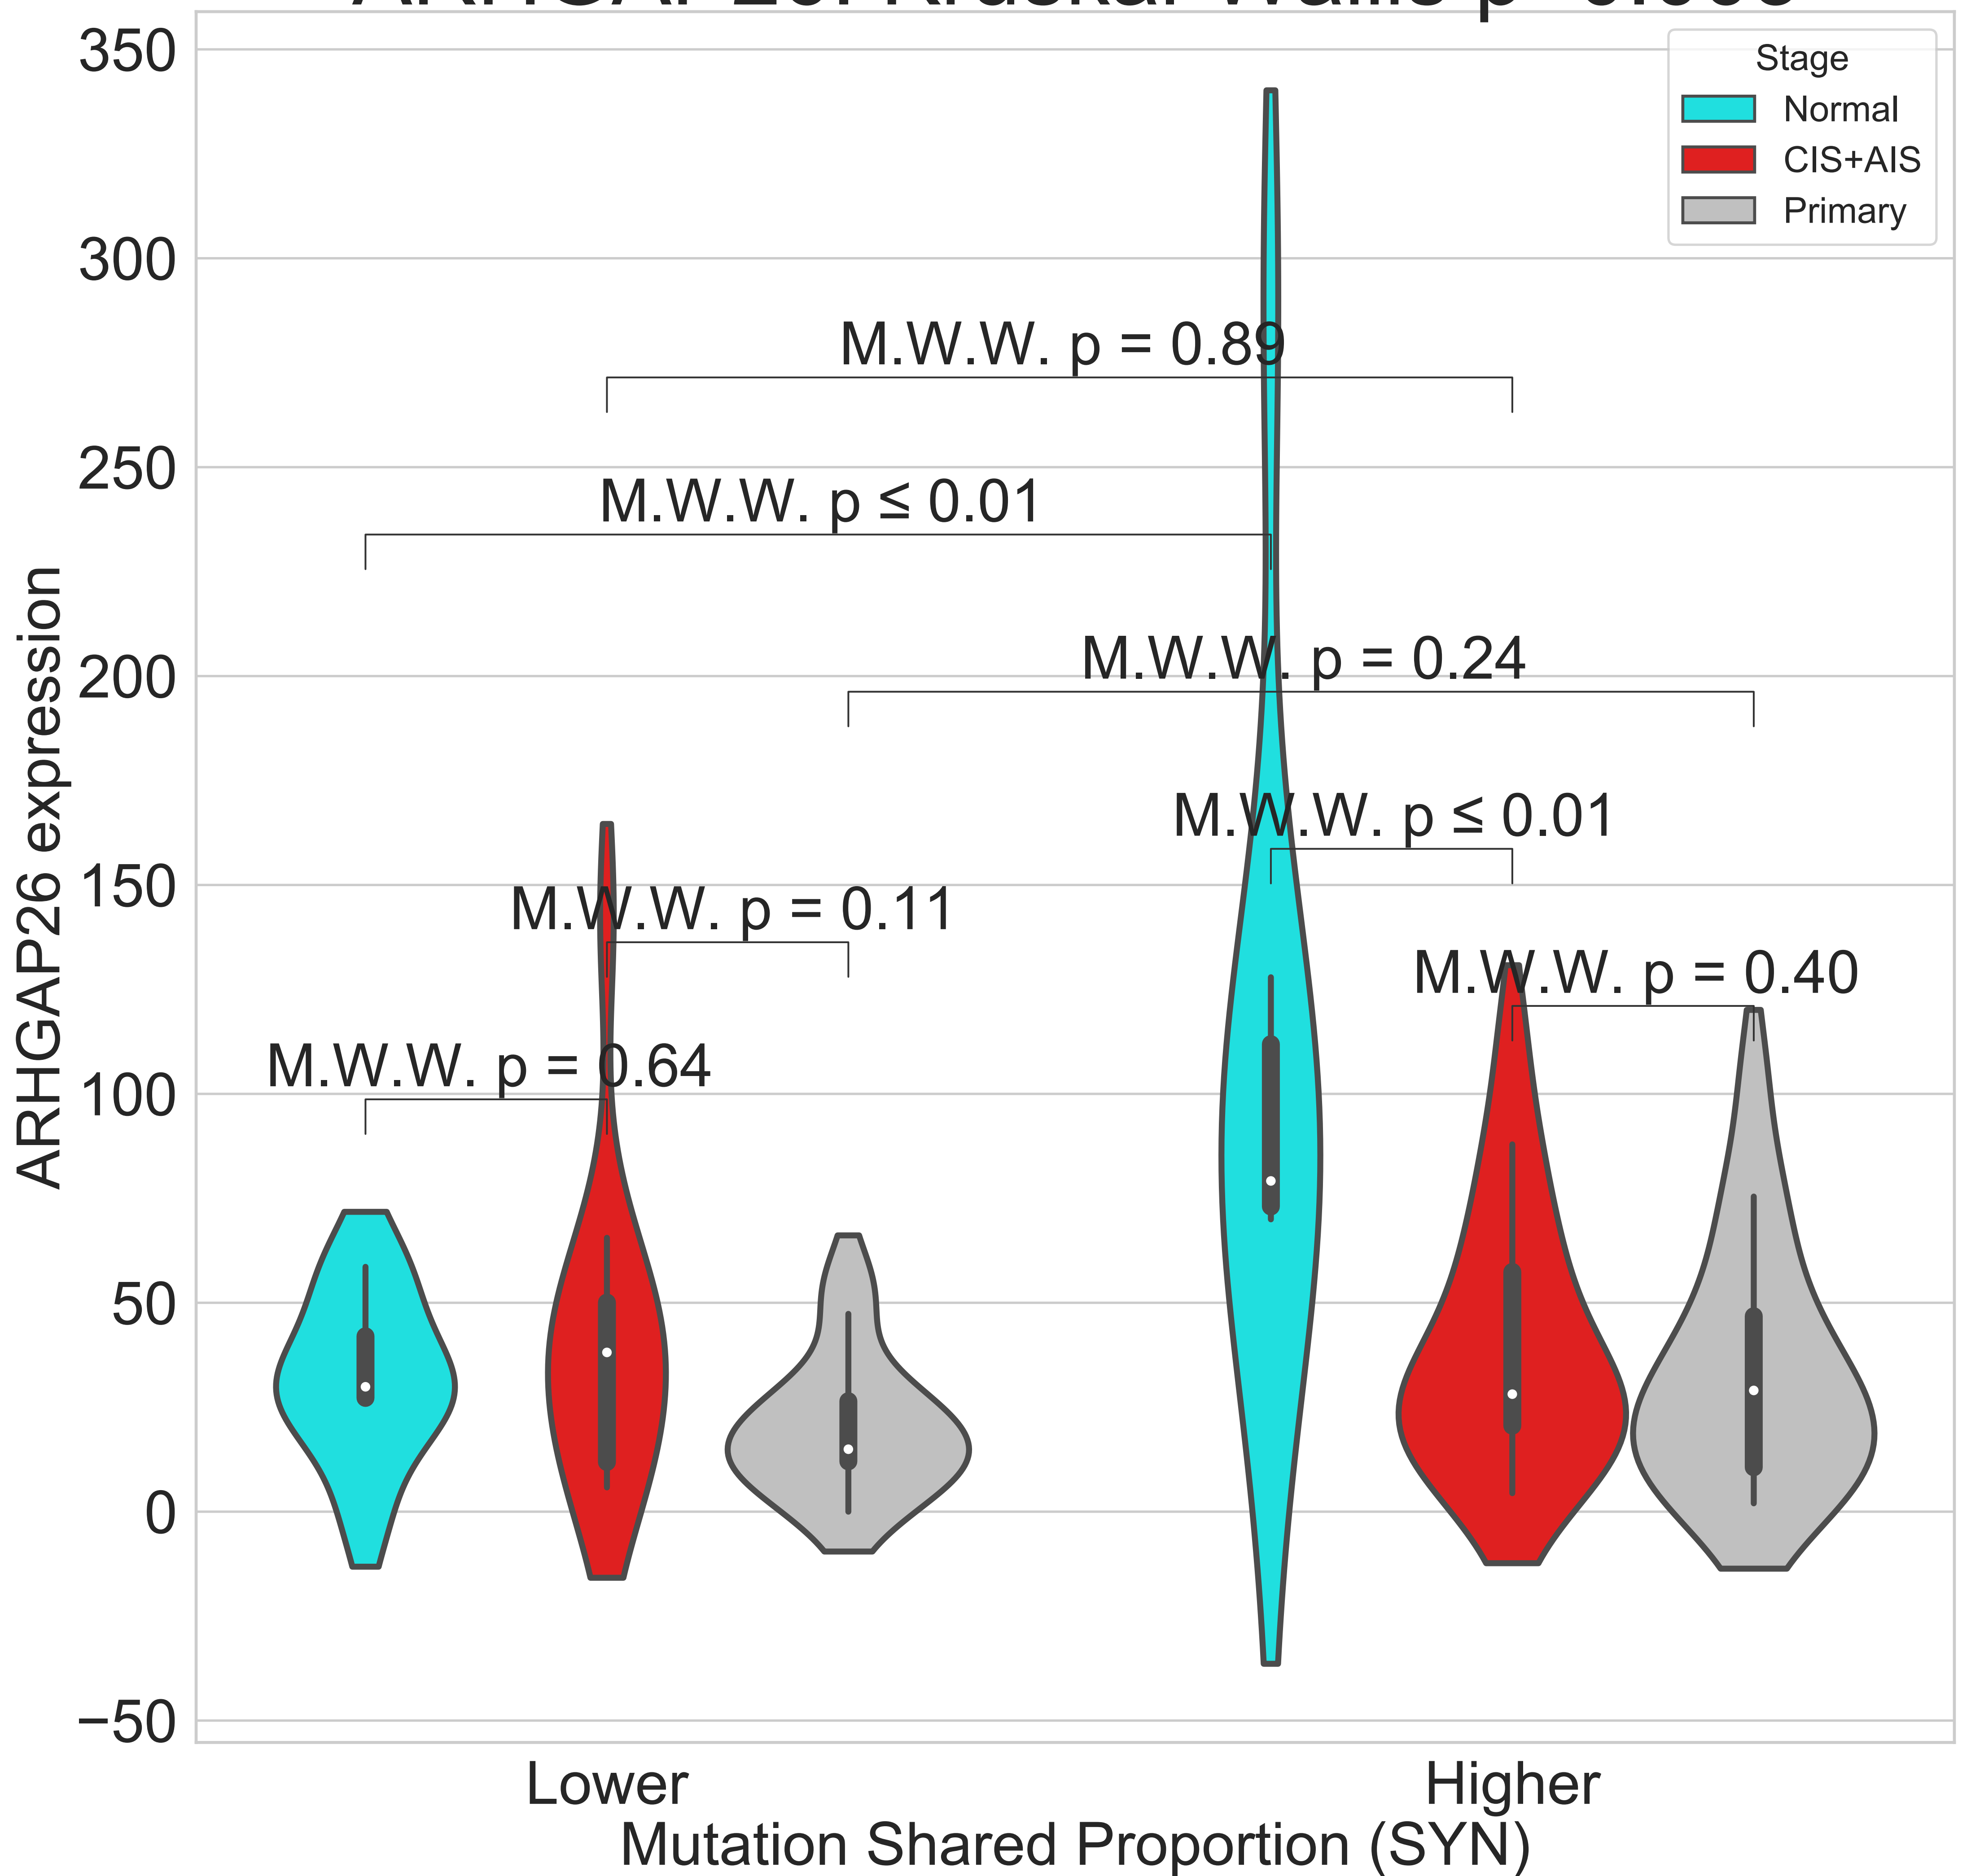 350
300
250
200
150
100
50
0
−50
ARHGAP26 expression
Stage
Normal
CIS+AIS
Primary
M.W.W. p = 0.89
M.W.W. p ≤ 0.01
M.W.W. p = 0.24
M.W.W. p ≤ 0.01
M.W.W. p = 0.11
M.W.W. p = 0.40
M.W.W. p = 0.64
Lower
Higher
Mutation Shared Proportion (SYN)